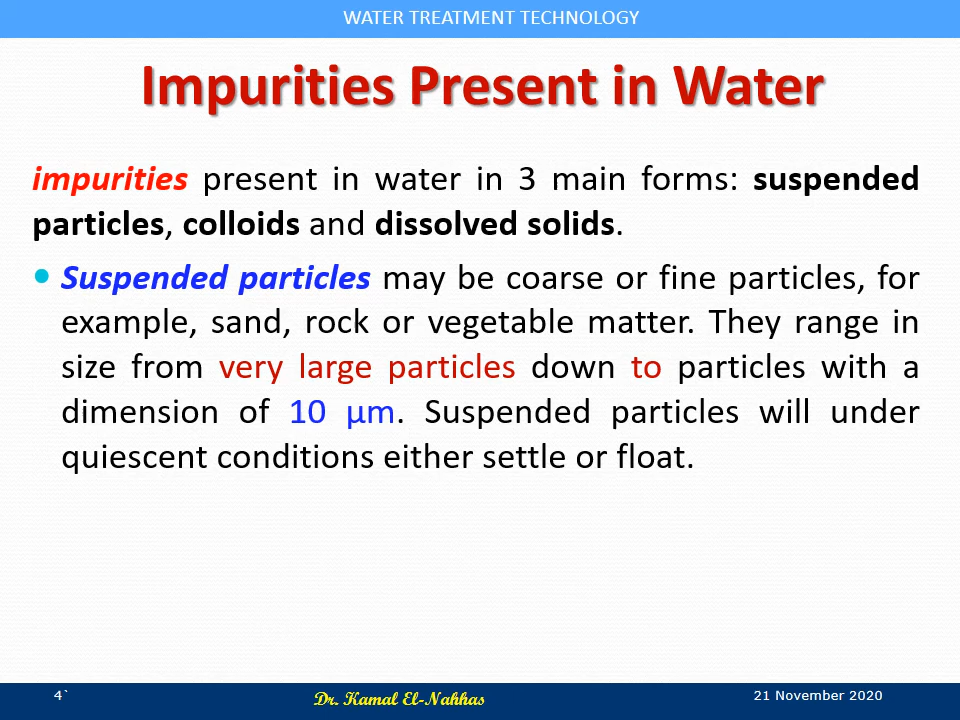 WATER TREATMENT TECHNOLOGY
Impurities Present in Water
impurities present in water in 3 main forms: suspended
particles, colloids and dissolved solids.
• Suspended particles may be coarse or fine particles, for
example, sand, rock or vegetable matter. They range in
size from very large particles down to particles with a
dimension of 10 µm. Suspended particles will under
quiescent conditions either settle or float.
4`
Dr. Kamal El-Nahhas
21 November 2020